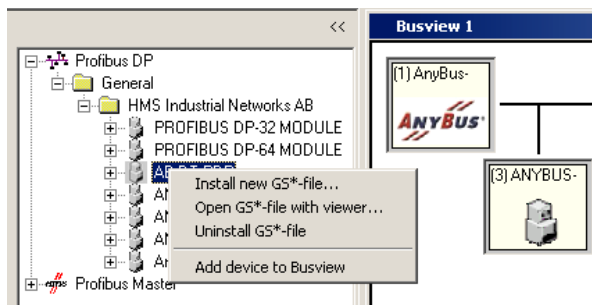 <<
Busview 1
Profibus DP
General
HMS Industrial Networks AB
PROFIBUS DP-32 MODULE
PROFIBUS DP-64 MODULE
Install new GS*-file...
Open GS*-file with viewer...
Uninstall GS*-file
Add device to Busview
Profibus Master
(1) AnyBus-
ANYBUS
(3) ANYBUS-